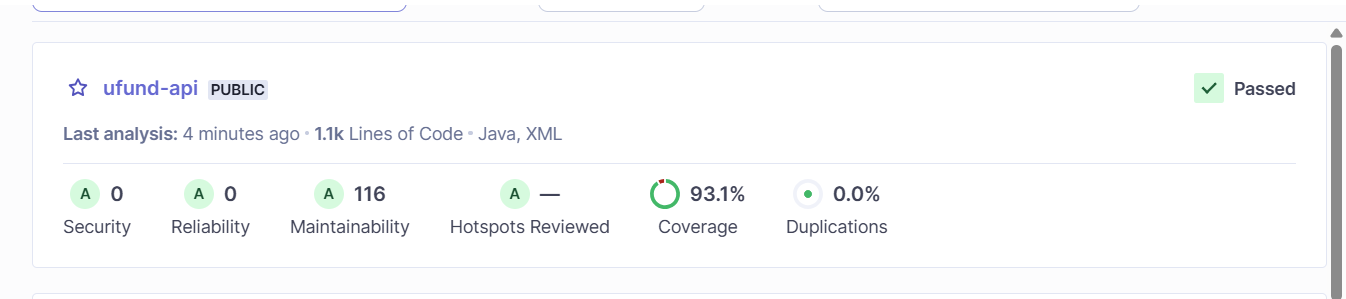 ufund-api PUBLIC Passed
Last analysis: 4 minutes ago • 1.1k Lines of Code • Java, XML
A 0 A 0 A 116 A — 93.1% 0.0%
Security Reliability Maintainability Hotspots Reviewed Coverage Duplications